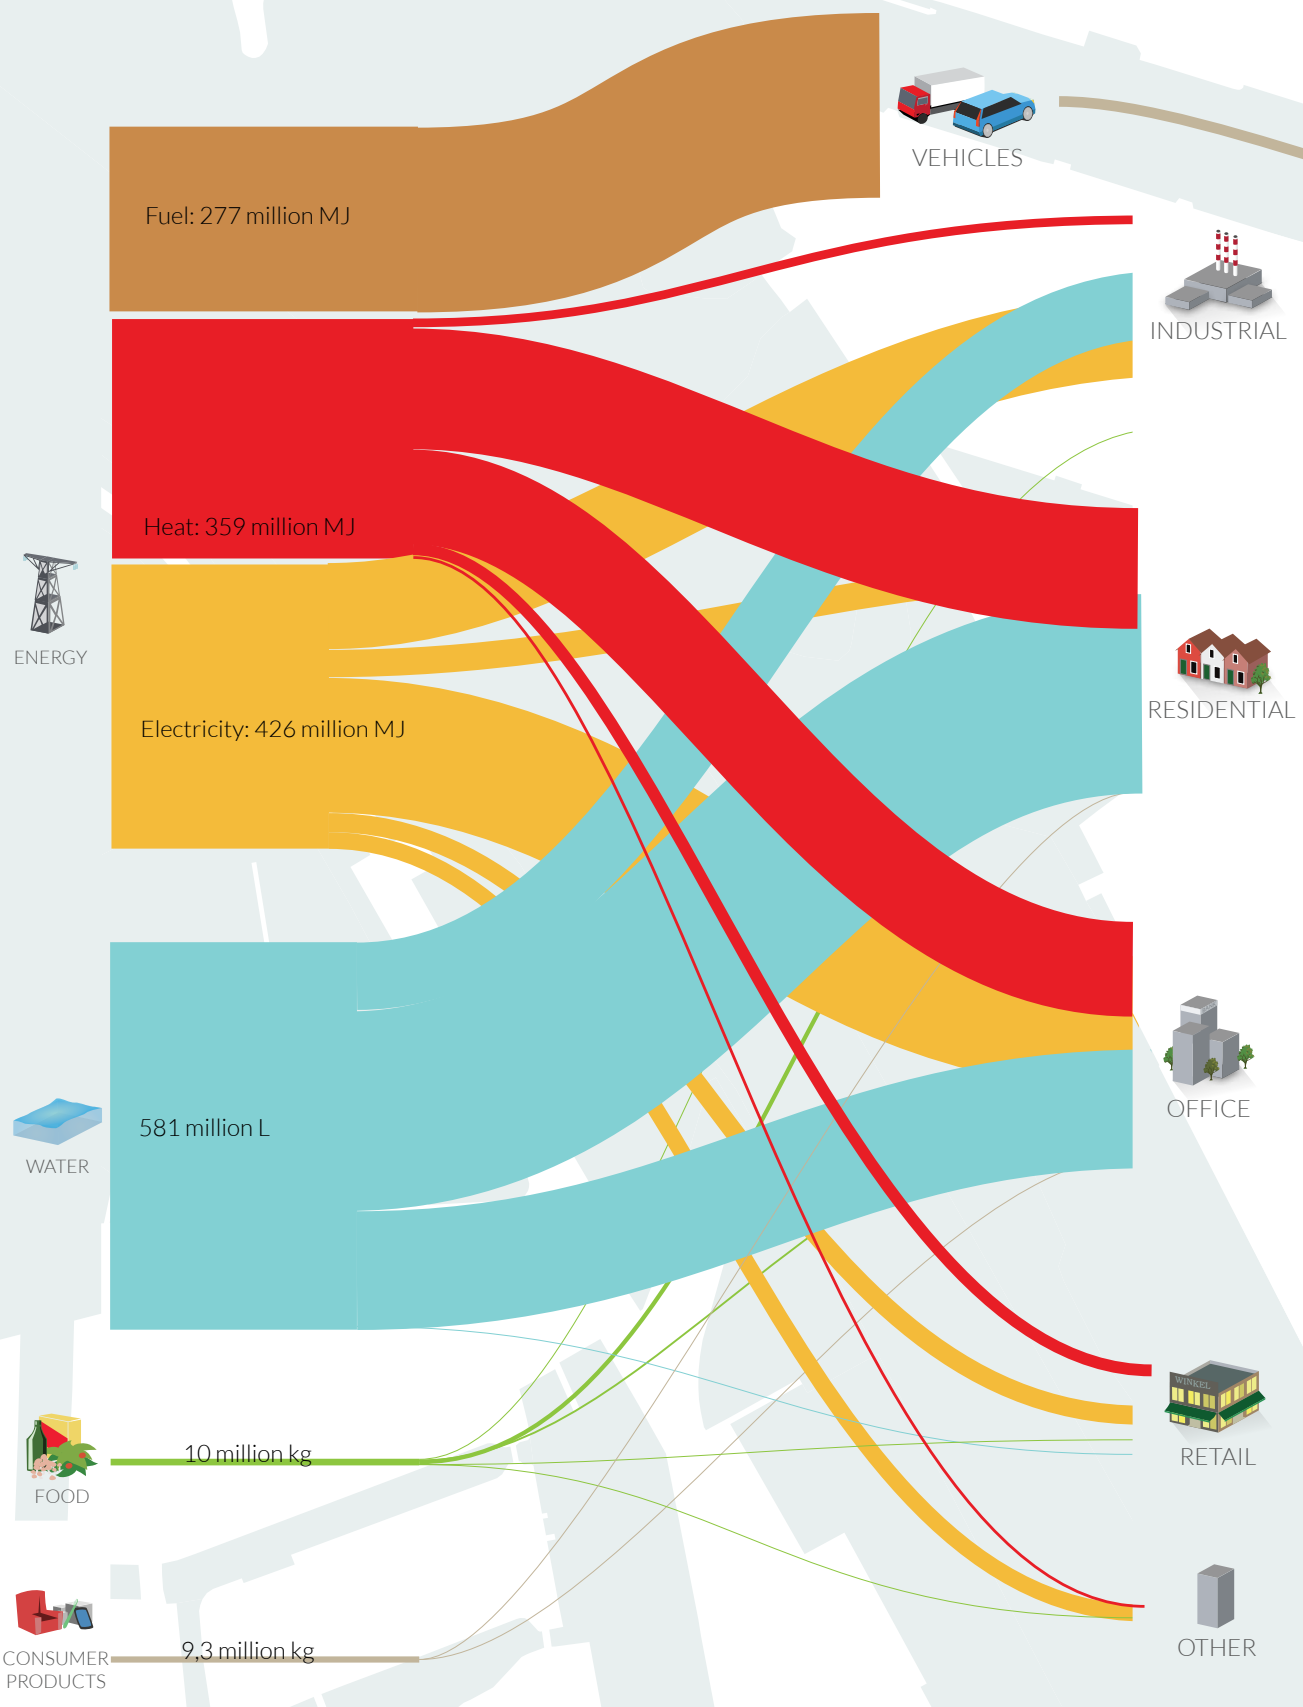 VEHICLES
Fuel: 277 million MJ
INDUSTRIAL
Heat: 359 million MJ
ENERGY
RESIDENTIAL
Electricity: 426 million MJ
OFFICE
581 million L
WATER
WINKEL
RETAIL
10 million kg
FOOD
OTHER
9,3 million kg
CONSUMER
PRODUCTS